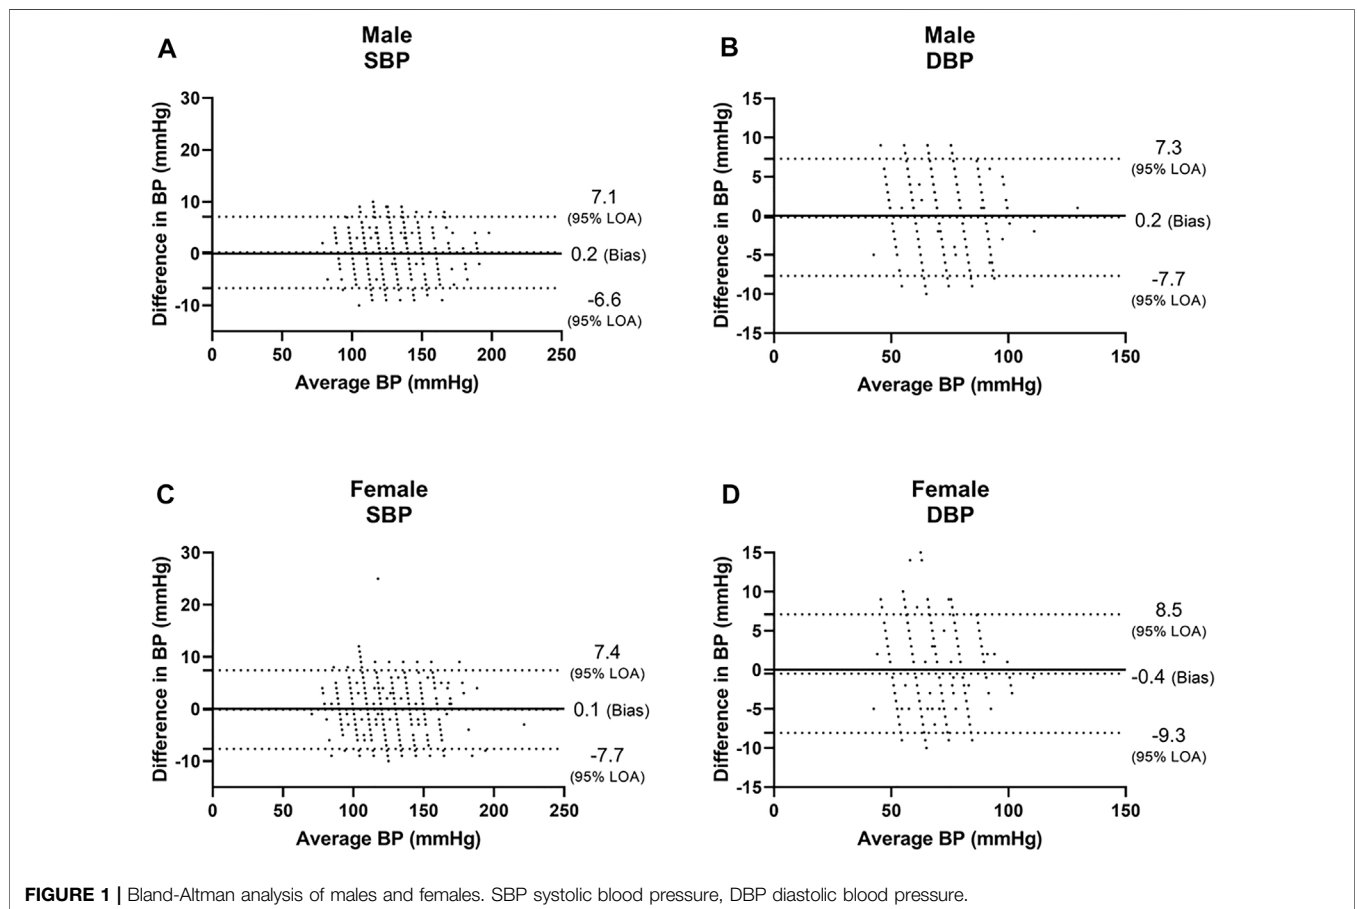 A
Male
SBP
Difference in BP (mmHg)
30
20
10
0
-10
7.1
(95% LOA)
0.2 (Bias)
-6.6
(95% LOA)
0 50 100 150 200 250
Average BP (mmHg)
B
Male
DBP
Difference in BP (mmHg)
15
10
5
0
-5
-10
-15
7.3
(95% LOA)
0.2 (Bias)
-7.7
(95% LOA)
0 50 100 150
Average BP (mmHg)
C
Female
SBP
Difference in BP (mmHg)
30
20
10
0
-10
7.4
(95% LOA)
0.1 (Bias)
-7.7
(95% LOA)
0 50 100 150 200 250
Average BP (mmHg)
D
Female
DBP
Difference in BP (mmHg)
15
10
5
0
-5
-10
-15
8.5
(95% LOA)
-0.4 (Bias)
-9.3
(95% LOA)
0 50 100 150
Average BP (mmHg)
FIGURE 1 | Bland-Altman analysis of males and females. SBP systolic blood pressure, DBP diastolic blood pressure.